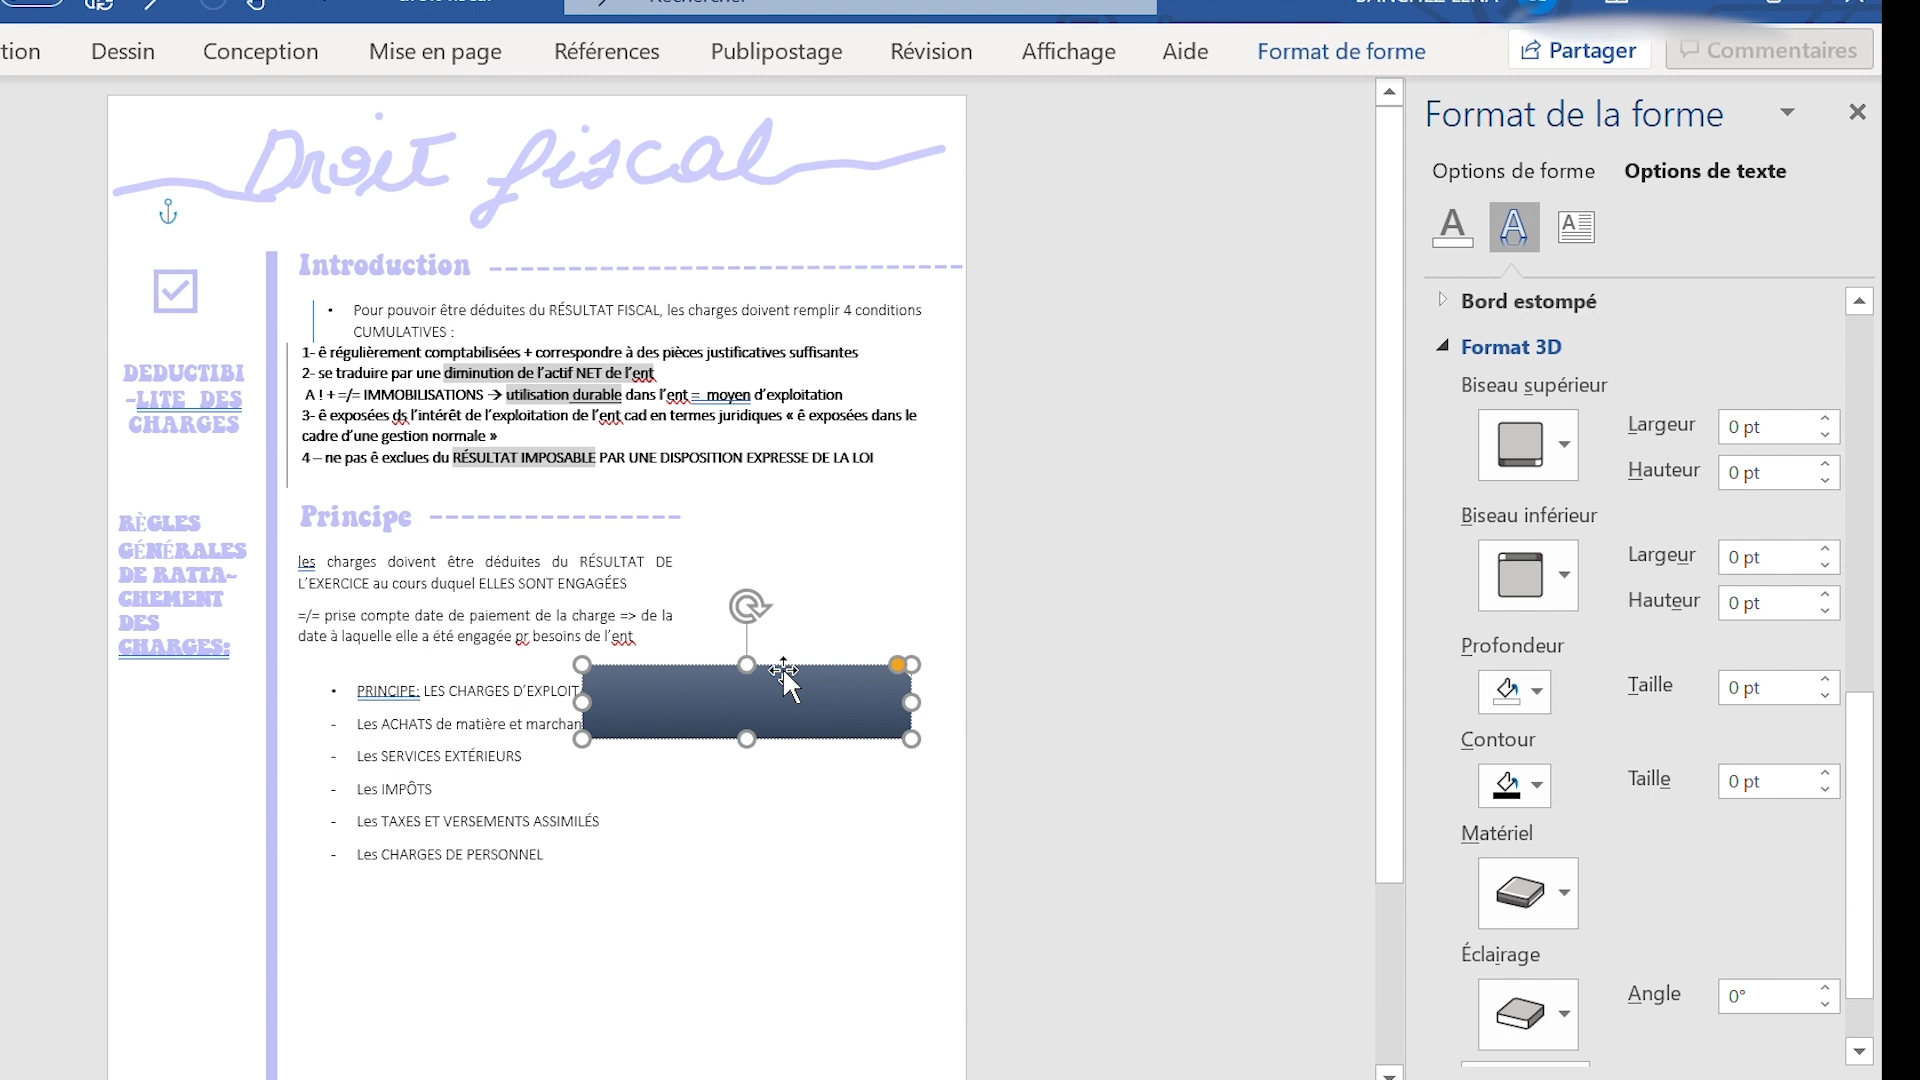 Dessin Conception Mise en page Références Publipostage Révision Affichage Aide Format de forme Partager Commentaires
Droit fiscal
Introduction
• Pour pouvoir être déduites du RÉSULTAT FISCAL, les charges doivent remplir 4 conditions
CUMULATIVES :
1- ê régulièrement comptabilisées + correspondre à des pièces justificatives suffisantes
2- se traduire par une diminution de l'actif NET de l'ent
A ! + =/= IMMOBILISATIONS → utilisation durable dans l'ent = moyen d'exploitation
3- ê exposées ds l'intérêt de l'exploitation de l'ent cad en termes juridiques « ê exposées dans le
cadre d'une gestion normale »
4 – ne pas ê exclues du RÉSULTAT IMPOSABLE PAR UNE DISPOSITION EXPRESSE DE LA LOI
DEDUCTIBI
-LITE DES
CHARGES
Principe
les charges doivent être déduites du RÉSULTAT DE
L'EXERCICE au cours duquel ELLES SONT ENGAGÉES
=/= prise compte date de paiement de la charge => de la
date à laquelle elle a été engagée pr besoins de l'ent
RÈGLES
GÉNÉRALES
DE RATTA-
CHEMENT
DES
CHARGES:
• PRINCIPE: LES CHARGES D'EXPLOIT
- Les ACHATS de matière et marchan
- Les SERVICES EXTÉRIEURS
- Les IMPÔTS
- Les TAXES ET VERSEMENTS ASSIMILÉS
- Les CHARGES DE PERSONNEL
Format de la forme
Options de forme Options de texte
Bord estompé
Format 3D
Biseau supérieur
Largeur 0 pt
Hauteur 0 pt
Biseau inférieur
Largeur 0 pt
Hauteur 0 pt
Profondeur
Taille 0 pt
Contour
Taille 0 pt
Matériel
Éclairage
Angle 0°